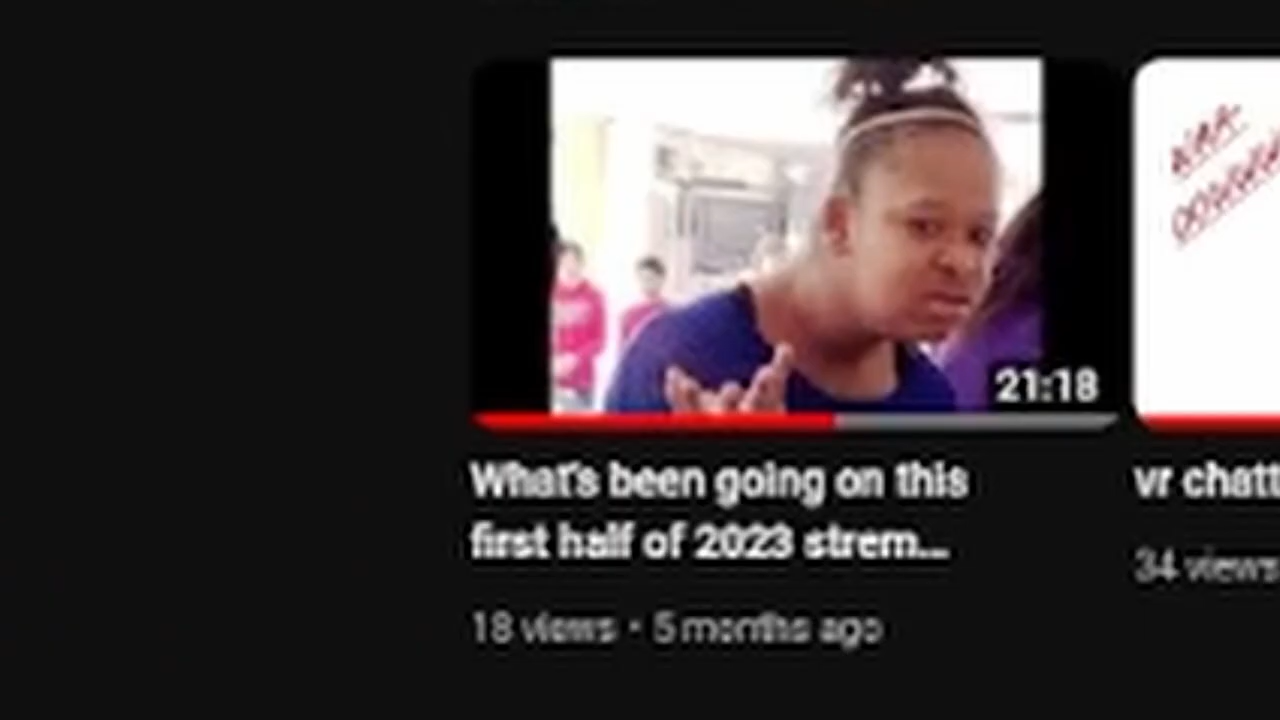 21:18
What's been going on this
first half of 2023 strem...
18 views • 5 months ago
vr chatt
34 views